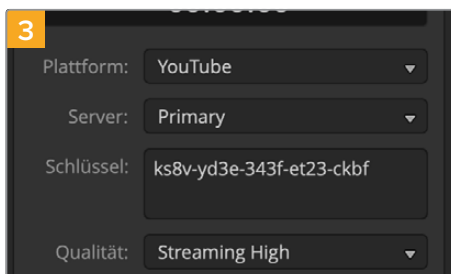 3
Plattform: YouTube
Server: Primary
Schlüssel: ks8v-yd3e-343f-et23-ckbf
Qualität: Streaming High